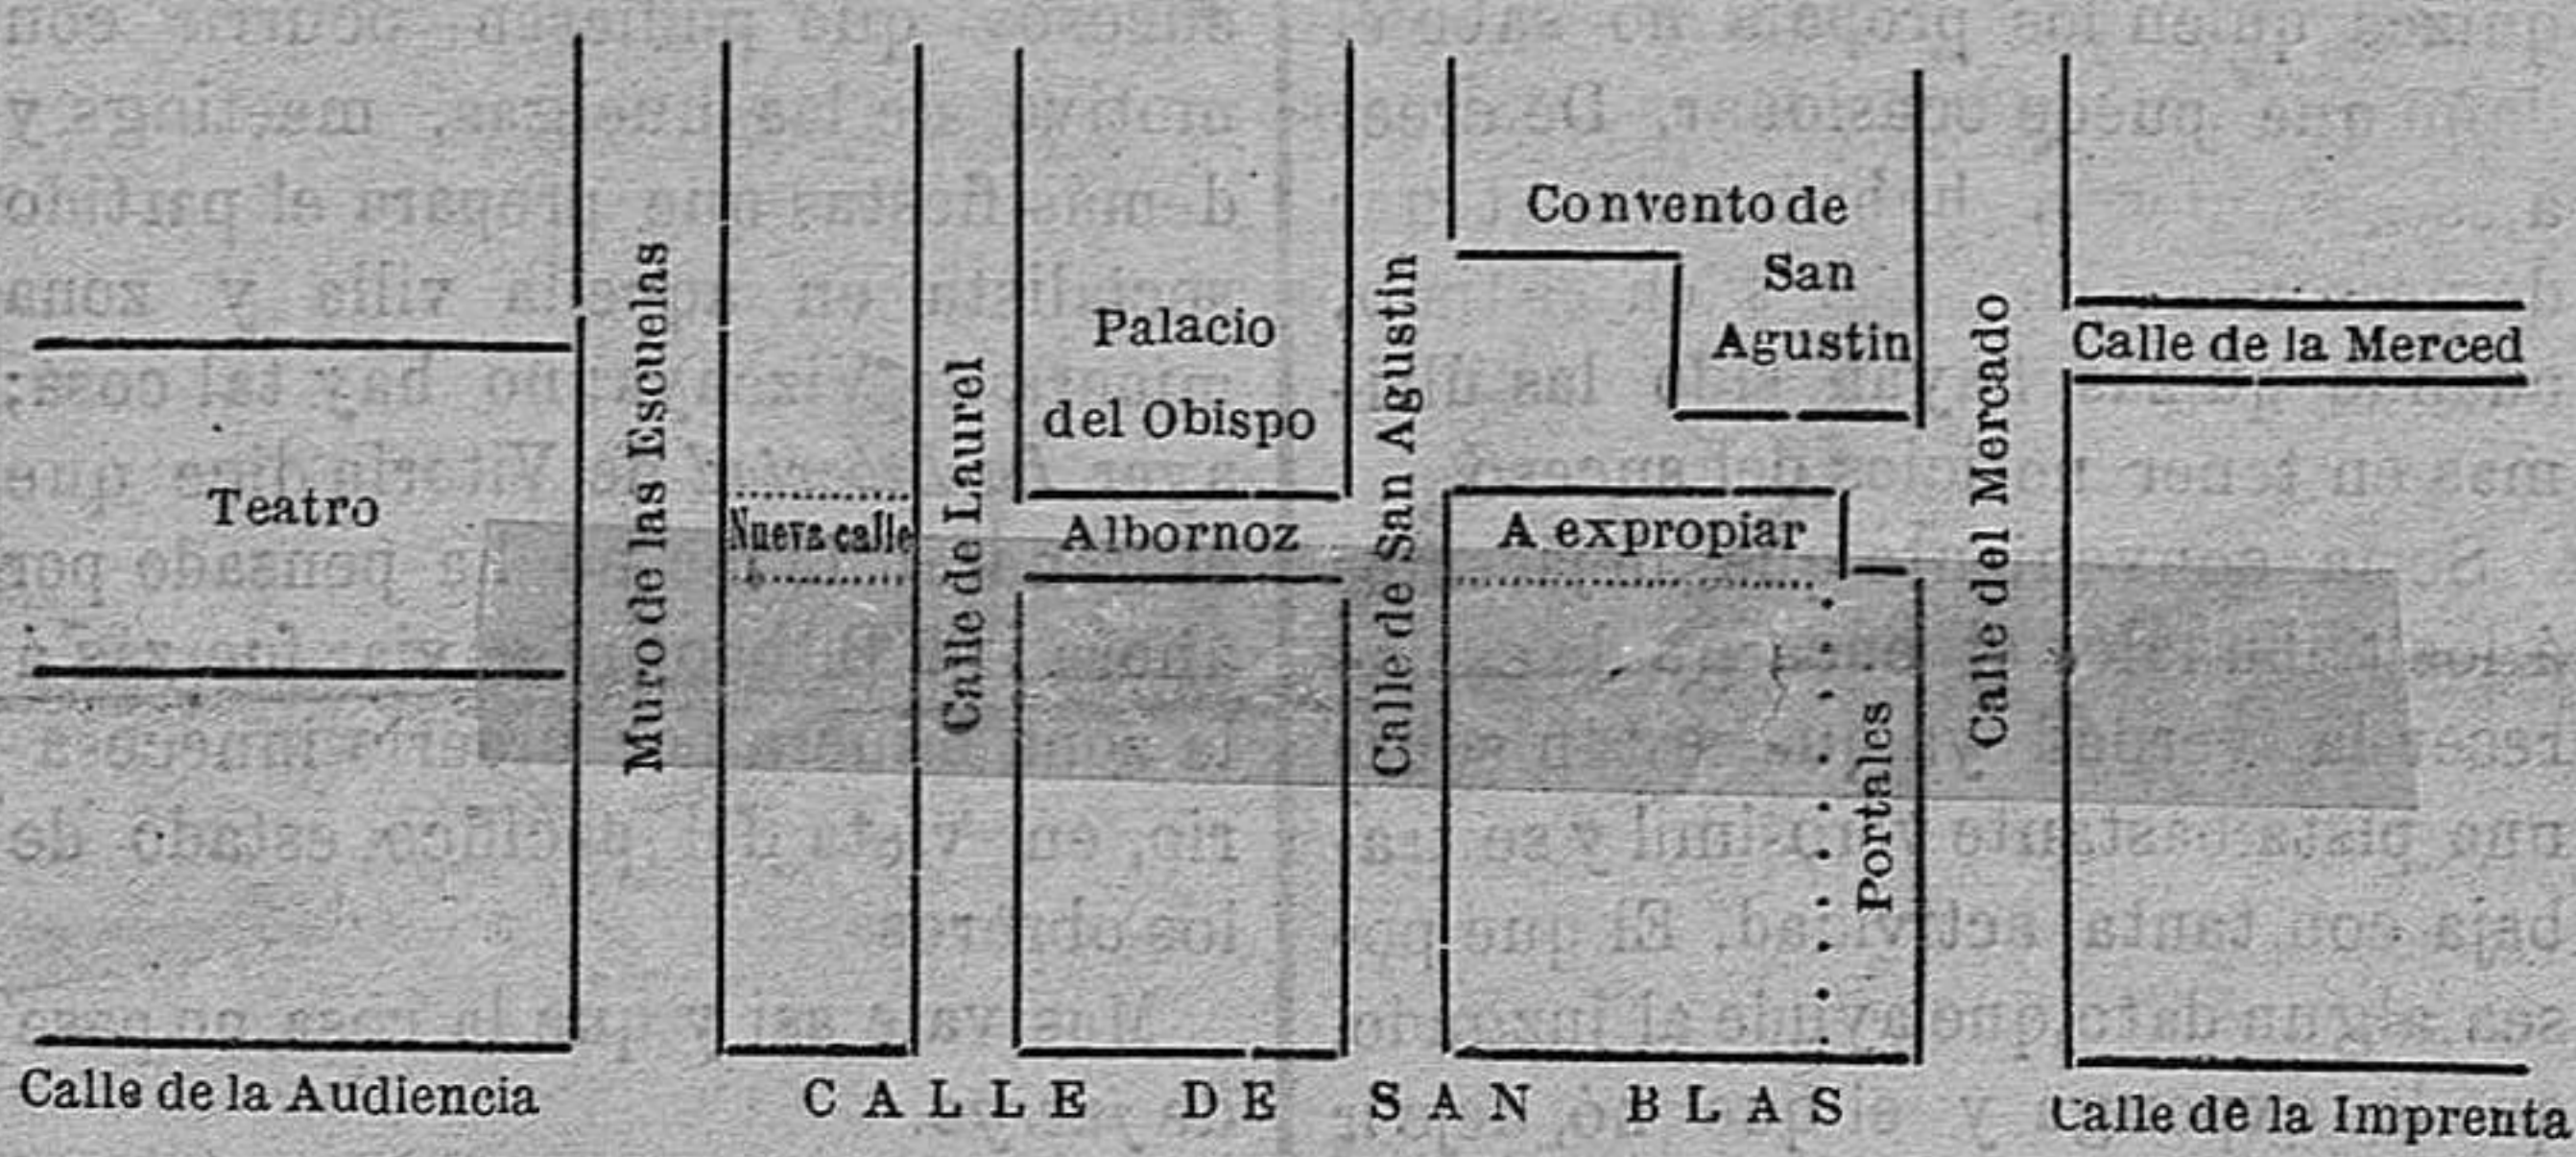 Convento de
San
Agustin
Palacio
del Obispo
Calle de la Merced
Teatro
Muro de las Escuelas
Nueva calle
Calle de Laurel
Albornoz
Calle de San Agustin
A expropiar
Calle del Mercado
Portales
Calle de la Audiencia
CALLE DE SAN BLAS
Calle de la Imprenta